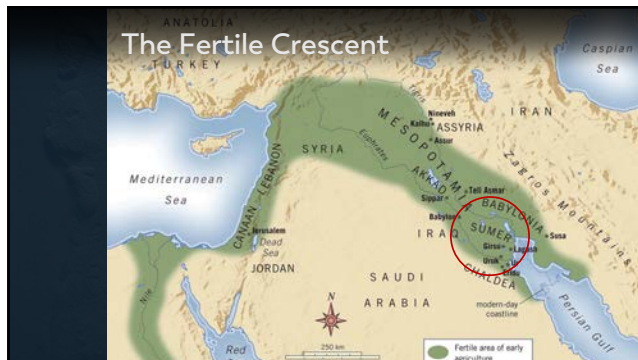 The Fertile Crescent
ANATOLIA
TURKEY
Caspian
Sea
Tigris
Nineveh
Kalhu
ASSYRIA
Assur
IRAN
MESOPOTAMIA
Euphrates
SYRIA
LEBANON
CANAAN
Mediterranean
Sea
AKKAD
Tell Asmar
Zagros Mountains
Sippar
Babylon
BABYLONIA
IRAQ
SUMER
Susa
Girsu
Lagash
Uruk
Ur
Eridu
CHALDEA
Jerusalem
Dead
Sea
JORDAN
SAUDI
ARABIA
modern-day
coastline
Persian Gulf
Nile
N
Red
250 km
Fertile area of early
agriculture